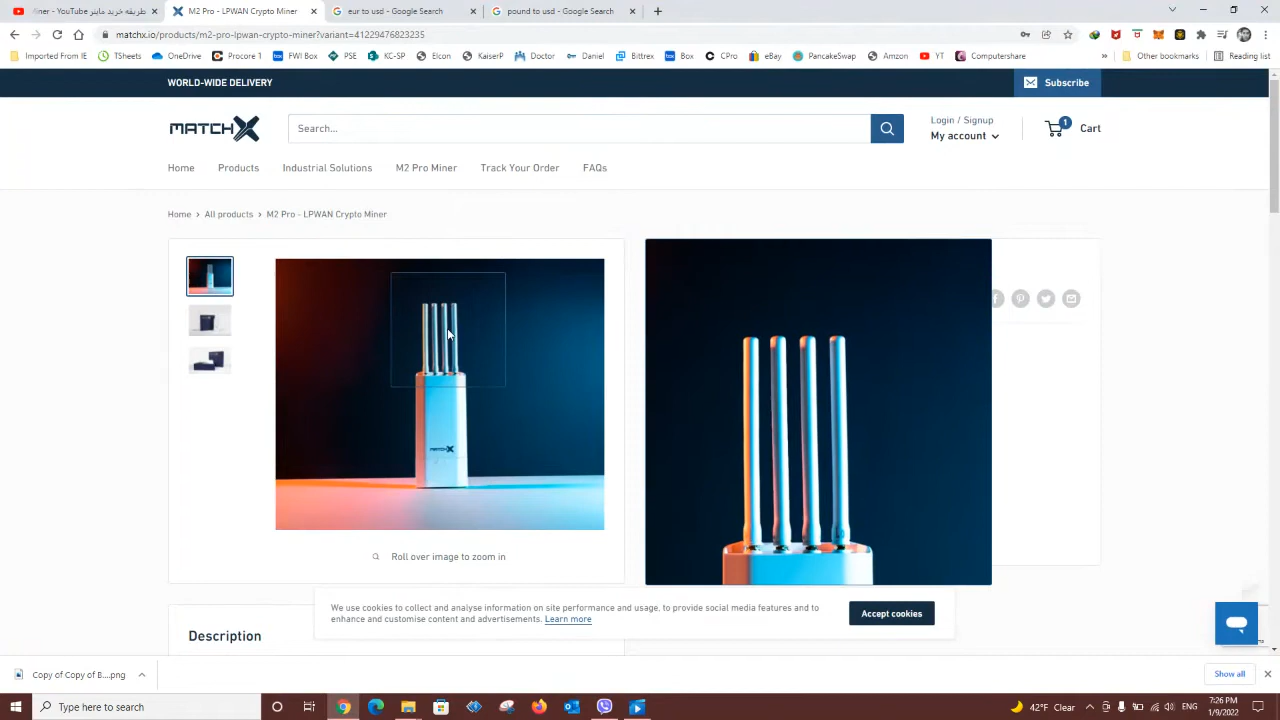 طریقه خرید ماینر - YouTube
M2 Pro - LPWAN Crypto Miner
eur to usd - Google Search
pound to usd - Google Search
matchx.io/products/m2-pro-lpwan-crypto-miner?variant=41229476823235
Imported From IE TSheets OneDrive Procore 1 FWI Box PSE KC-SP Elcon KaiserP Doctor Daniel Bittrex Box CPro eBay PancakeSwap Amzon YT Computershare » Other bookmarks Reading list
WORLD-WIDE DELIVERY Subscribe
MATCHX Search... Login / Signup
My account 1 Cart
Home Products Industrial Solutions M2 Pro Miner Track Your Order FAQs
Home > All products > M2 Pro - LPWAN Crypto Miner
MATCHX
Roll over image to zoom in
We use cookies to collect and analyse information on site performance and usage, to provide social media features and to
enhance and customise content and advertisements. Learn more
Accept cookies
Description
Copy of Copy of B....png Show all
Type here to search 42°F Clear ENG 7:26 PM
1/9/2022